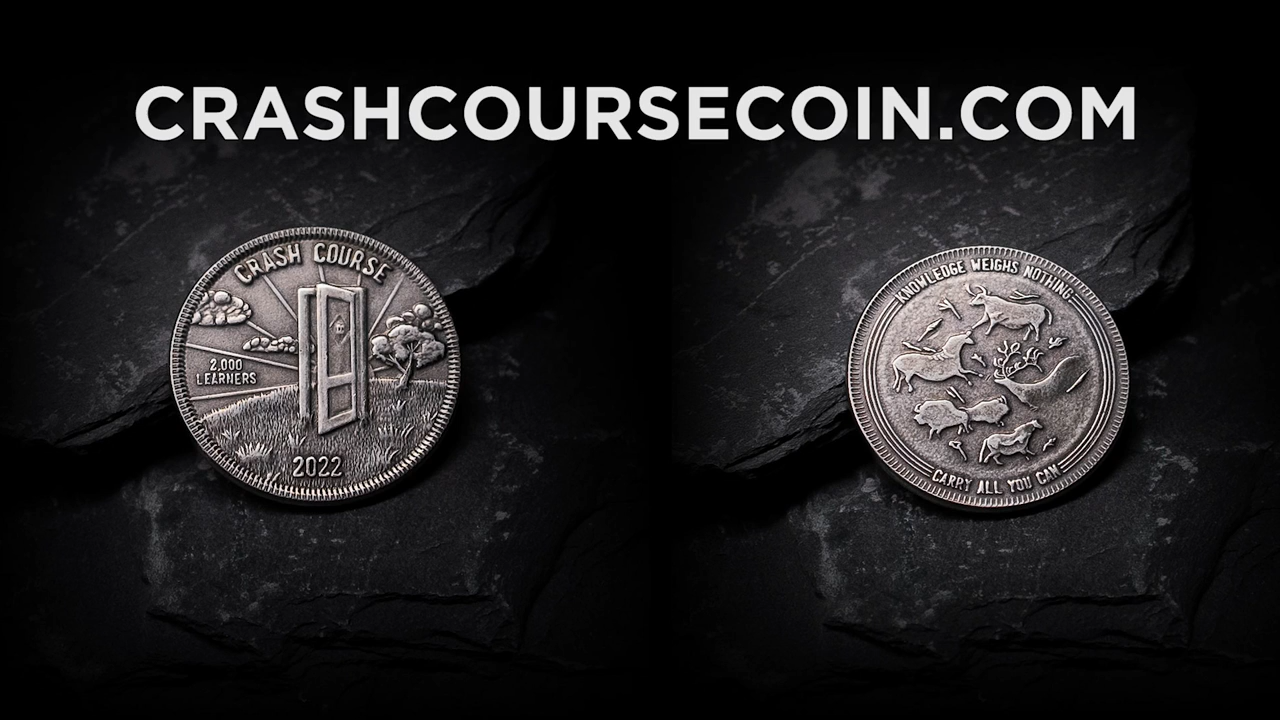 CRASHCOURSECOIN.COM
CRASH COURSE
2,000
LEARNERS
2022
KNOWLEDGE WEIGHS NOTHING
CARRY ALL YOU CAN